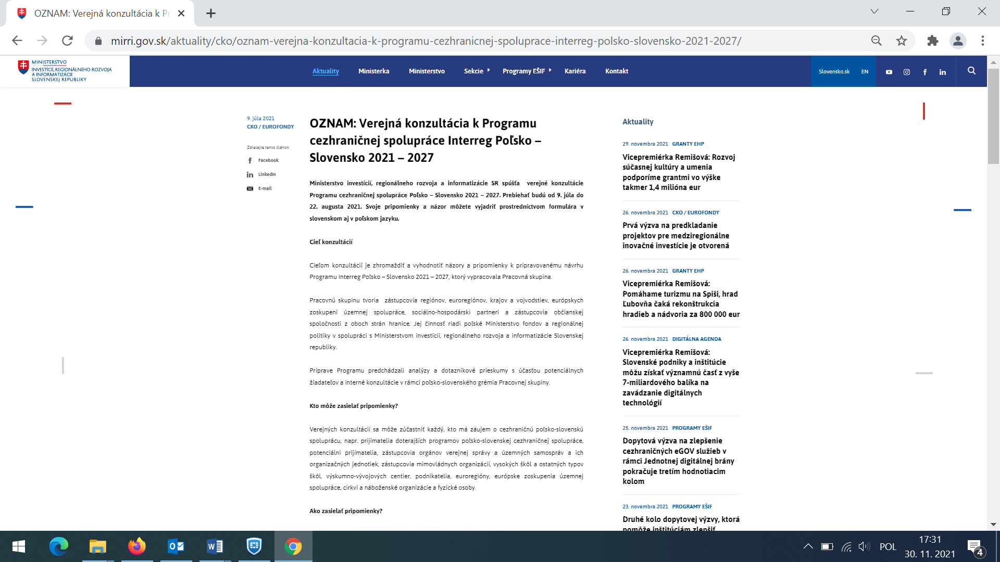 OZNAM: Verejná konzultácia k Pr
mirri.gov.sk/aktuality/cko/oznam-verejna-konzultacia-k-programu-cezhranicnej-spoluprace-interreg-polsko-slovensko-2021-2027/
MINISTERSTVO
INVESTÍCIÍ, REGIONÁLNEHO ROZVOJA
A INFORMATIZÁCIE
SLOVENSKEJ REPUBLIKY
Aktuality Ministerka Ministerstvo Sekcie Programy EŠIF Kariéra Kontakt
Slovensko.sk EN
9. júla 2021
CKO / EUROFONDY
Zdielajte tento článok
Facebook
LinkedIn
E-mail
OZNAM: Verejná konzultácia k Programu
cezhraničnej spolupráce Interreg Poľsko –
Slovensko 2021 – 2027
Ministerstvo investícií, regionálneho rozvoja a informatizácie SR spúšťa verejné konzultácie
Programu cezhraničnej spolupráce Poľsko – Slovensko 2021 – 2027. Prebiehať budú od 9. júla do
22. augusta 2021. Svoje pripomienky a názor môžete vyjadriť prostredníctvom formulára v
slovenskom aj v poľskom jazyku.
Cieľ konzultácií
Cieľom konzultácií je zhromaždiť a vyhodnotiť názory a pripomienky k pripravovanému návrhu
Programu Interreg Poľsko – Slovensko 2021 – 2027, ktorý vypracovala Pracovná skupina.
Pracovnú skupinu tvoria zástupcovia regiónov, euroregiónov, krajov a vojvodstiev, európskych
zoskupení územnej spolupráce, sociálno-hospodárski partneri a zástupcovia občianskej
spoločnosti z oboch strán hranice. Jej činnosť riadi poľské Ministerstvo fondov a regionálnej
politiky v spolupráci s Ministerstvom investícií, regionálneho rozvoja a informatizácie Slovenskej
republiky.
Príprave Programu predchádzali analýzy a dotazníkové prieskumy s účasťou potenciálnych
žiadateľov a interné konzultácie v rámci poľsko-slovenského grémia Pracovnej skupiny.
Kto môže zasielať pripomienky?
Verejných konzultácií sa môže zúčastniť každý, kto má záujem o cezhraničnú poľsko-slovenskú
spoluprácu, napr. prijímatelia doterajších programov poľsko-slovenskej cezhraničnej spolupráce,
potenciálni prijímatelia, zástupcovia orgánov verejnej správy a územných samospráv a ich
organizačných jednotiek, zástupcovia mimovládnych organizácií, vysokých škôl a ostatných typov
škôl, výskumno-vývojových centier, podnikatelia, euroregióny, európske zoskupenia územnej
spolupráce, cirkvi a náboženské organizácie a fyzické osoby.
Ako zasielať pripomienky?
Aktuality
29. novembra 2021 GRANTY EHP
Vicepremiérka Remišová: Rozvoj
súčasnej kultúry a umenia
podporíme grantmi vo výške
takmer 1,4 milióna eur
26. novembra 2021 CKO / EUROFONDY
Prvá výzva na predkladanie
projektov pre medziregionálne
inovačné investície je otvorená
26. novembra 2021 GRANTY EHP
Vicepremiérka Remišová:
Pomáhame turizmu na Spiši, hrad
Ľubovňa čaká rekonštrukcia
hradieb a nádvoria za 800 000 eur
26. novembra 2021 DIGITÁLNA AGENDA
Vicepremiérka Remišová:
Slovenské podniky a inštitúcie
môžu získať významnú časť z vyše
7-miliardového balíka na
zavádzanie digitálnych
technológií
25. novembra 2021 PROGRAMY EŠIF
Dopytová výzva na zlepšenie
cezhraničných eGOV služieb v
rámci Jednotnej digitálnej brány
pokračuje tretím hodnotiacim
kolom
23. novembra 2021 PROGRAMY EŠIF
Druhé kolo dopytovej výzvy, ktorá
pomôže inštitúciám zlepšiť
POL
17:31
30. 11. 2021
4